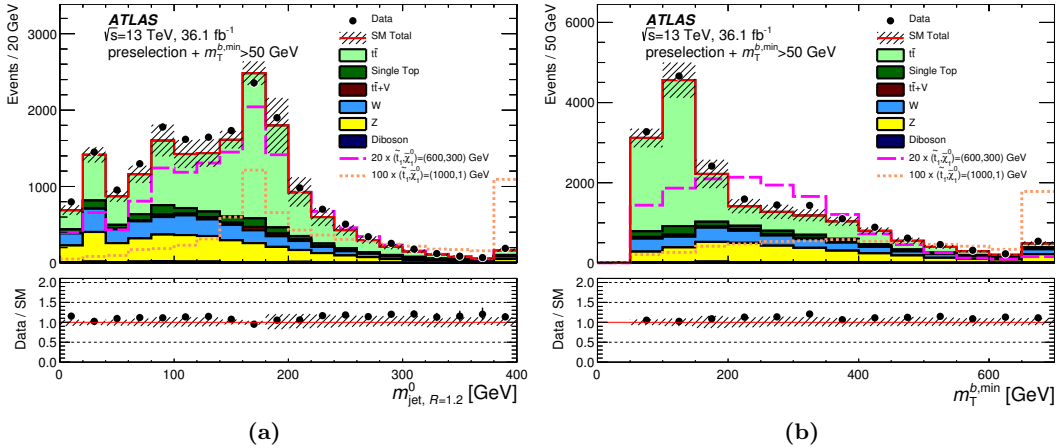 ATLAS
√s=13 TeV, 36.1 fb⁻¹
preselection + m_T^{b,min}>50 GeV
Data
SM Total
tt̄
Single Top
tt̄+V
W
Z
Diboson
20 x (t̃₁,χ̃₁⁰)=(600,300) GeV
100 x (t̃₁,χ̃₁⁰)=(1000,1) GeV
Events / 20 GeV
3000
2000
1000
0
Data / SM
2.0
1.5
1.0
0.5
0.0
0 100 200 300 400
m⁰_{jet, R=1.2} [GeV]
(a)
ATLAS
√s=13 TeV, 36.1 fb⁻¹
preselection + m_T^{b,min}>50 GeV
Data
SM Total
tt̄
Single Top
tt̄+V
W
Z
Diboson
20 x (t̃₁,χ̃₁⁰)=(600,300) GeV
100 x (t̃₁,χ̃₁⁰)=(1000,1) GeV
Events / 50 GeV
6000
4000
2000
0
Data / SM
2.0
1.5
1.0
0.5
0.0
0 200 400 600
m_T^{b,min} [GeV]
(b)